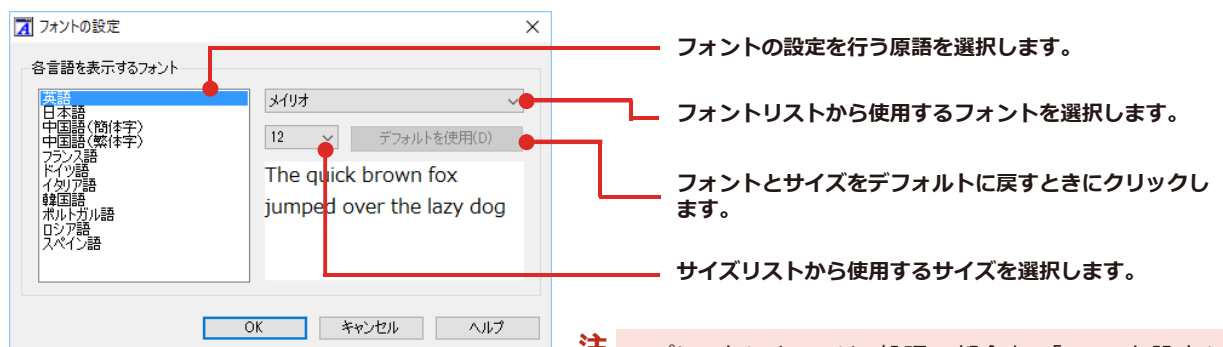 フォントの設定
各言語を表示するフォント
英語
日本語
中国語(簡体字)
中国語(繁体字)
フランス語
ドイツ語
イタリア語
韓国語
ポルトガル語
ロシア語
スペイン語
メイリオ
12
デフォルトを使用(D)
The quick brown fox
jumped over the lazy dog
OK
キャンセル
ヘルプ
フォントの設定を行う原語を選択します。
フォントリストから使用するフォントを選択します。
フォントとサイズをデフォルトに戻すときにクリックし
ます。
サイズリストから使用するサイズを選択します。
注